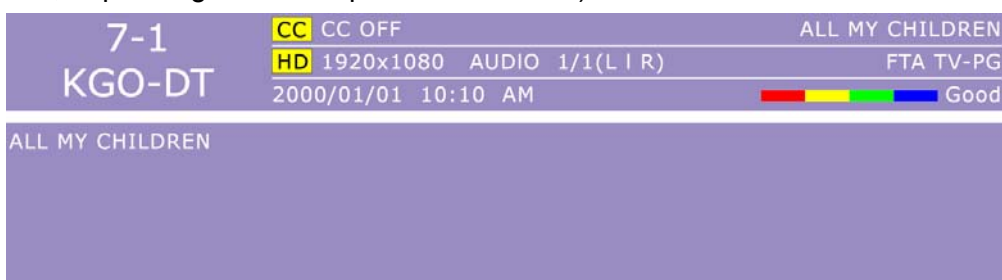 7-1
KGO-DT
CC CC OFF
ALL MY CHILDREN
HD 1920x1080 AUDIO 1/1(L I R)
FTA TV-PG
2000/01/01 10:10 AM
Good
ALL MY CHILDREN